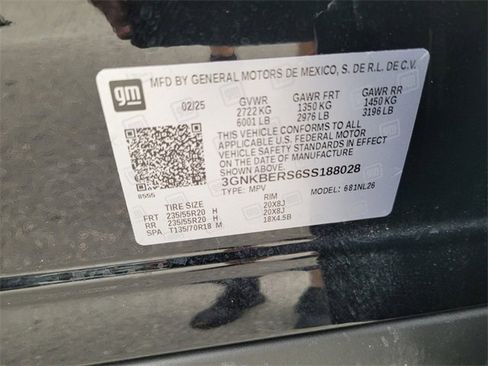 gm
MFD BY GENERAL MOTORS DE MEXICO, S. DE R.L. DE C.V.
02/25 GVWR GAWR FRT GAWR RR
2722 KG 1350 KG 1450 KG
6001 LB 2976 LB 3196 LB
THIS VEHICLE CONFORMS TO ALL
APPLICABLE U.S. FEDERAL MOTOR
VEHICLE SAFETY STANDARDS IN EFFECT
ON THE DATE OF MANUFACTURE
SHOWN ABOVE.
3GNKBERS6SS188028
TYPE: MPV MODEL: 681NL26
8555
TIRE SIZE RIM
FRT 235/55R20 H 20X8J
RR 235/55R20 H 20X8J
SPA T135/70R18 M 18X4.5B